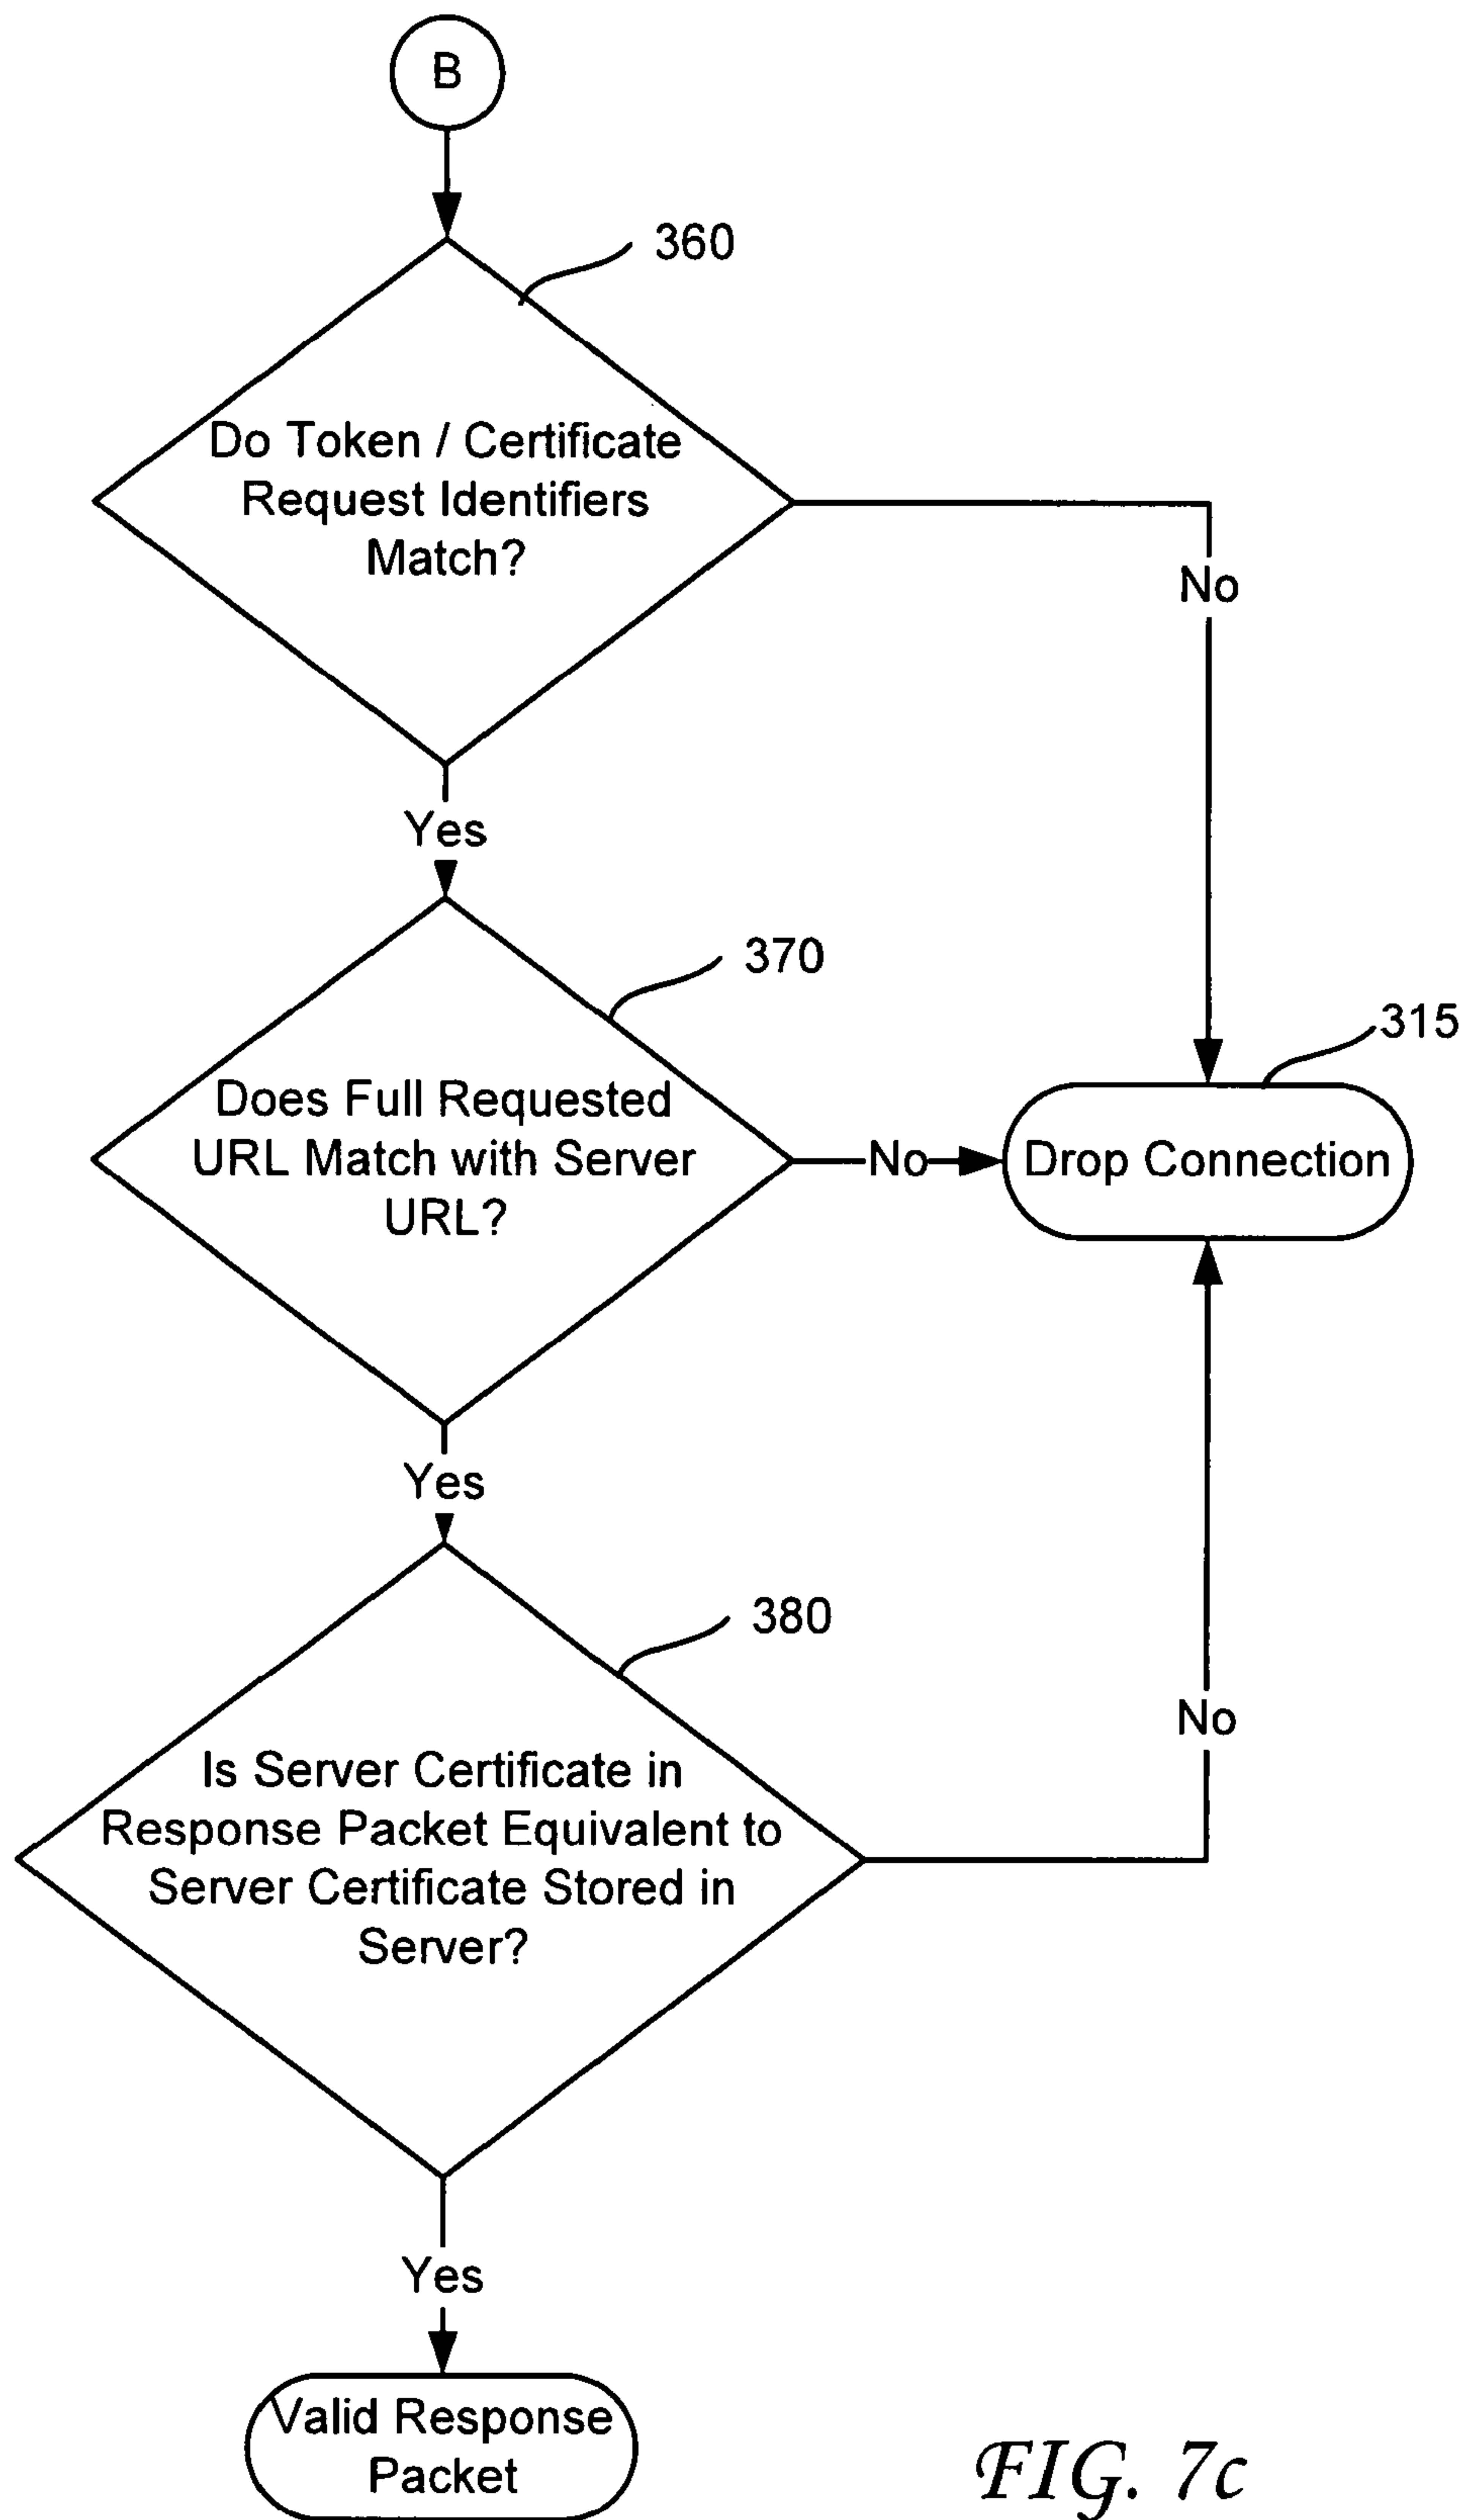 B
360
Do Token / Certificate
Request Identifiers
Match?
No
Yes
370
315
Does Full Requested
URL Match with Server
URL?
No
Drop Connection
Yes
380
No
Is Server Certificate in
Response Packet Equivalent to
Server Certificate Stored in
Server?
Yes
Valid Response
Packet
FIG. 7c